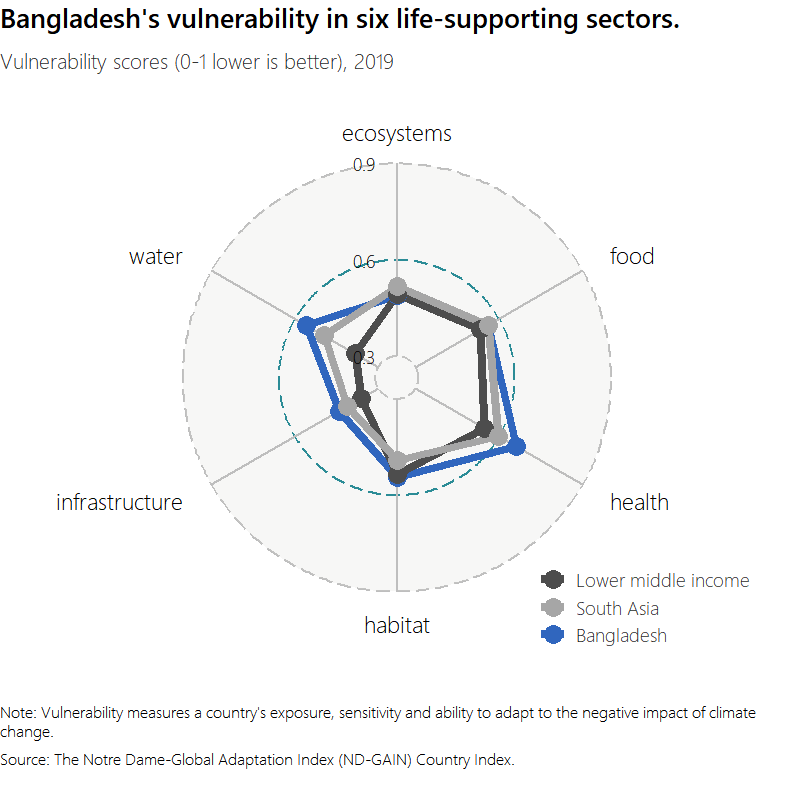 Bangladesh's vulnerability in six life-supporting sectors.
Vulnerability scores (0-1 lower is better), 2019
ecosystems
0.9
water
food
0.6
0.3
infrastructure
health
habitat
Lower middle income
South Asia
Bangladesh
Note: Vulnerability measures a country's exposure, sensitivity and ability to adapt to the negative impact of climate
change.
Source: The Notre Dame-Global Adaptation Index (ND-GAIN) Country Index.